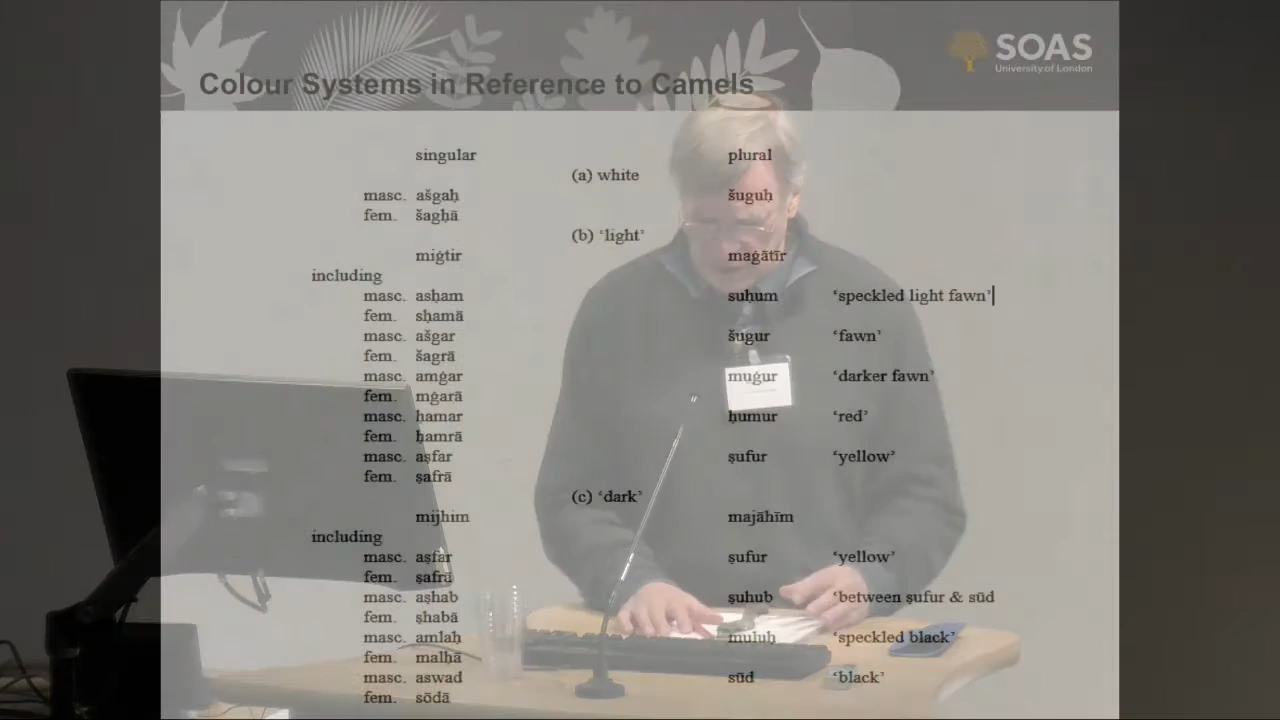 SOAS
University of London
Colour Systems in Reference to Camels
singular plural
(a) white
masc. ašgaḥ šuguḥ
fem. šagḥā
(b) ‘light’
miġtir maġātīr
including
masc. asḥam suḥum ‘speckled light fawn’
fem. sḥamā
masc. ašgar šugur ‘fawn’
fem. šagrā
masc. amġar muġur ‘darker fawn’
fem. mġarā
masc. ḥamar ḥumur ‘red’
fem. ḥamrā
masc. aṣfar ṣufur ‘yellow’
fem. ṣafrā
(c) ‘dark’
mijhim majāhīm
including
masc. aṣfar ṣufur ‘yellow’
fem. ṣafrā
masc. aṣhab ṣuhub ‘between ṣufur & sūd
fem. ṣhabā
masc. amlaḥ muluḥ ‘speckled black’
fem. malḥā
masc. aswad sūd ‘black’
fem. sōdā